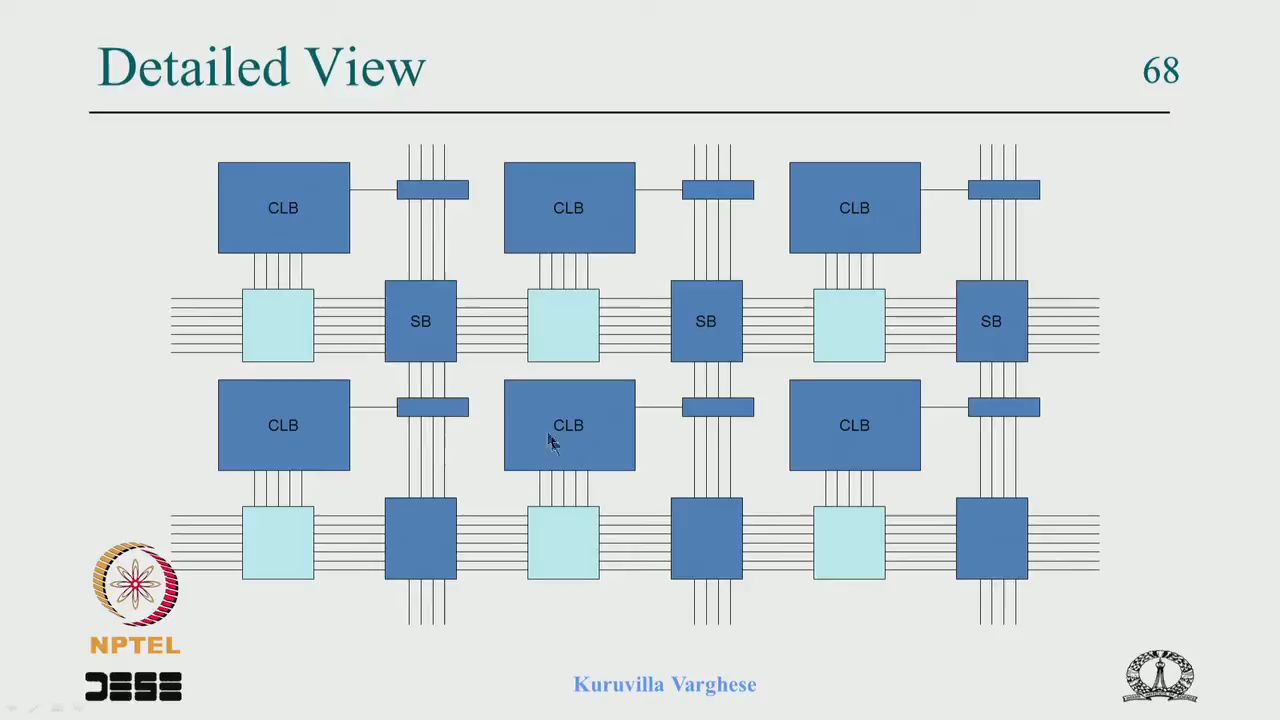 Detailed View
68
CLB CLB CLB
SB SB SB
CLB CLB CLB
NPTEL
DESE
Kuruvilla Varghese